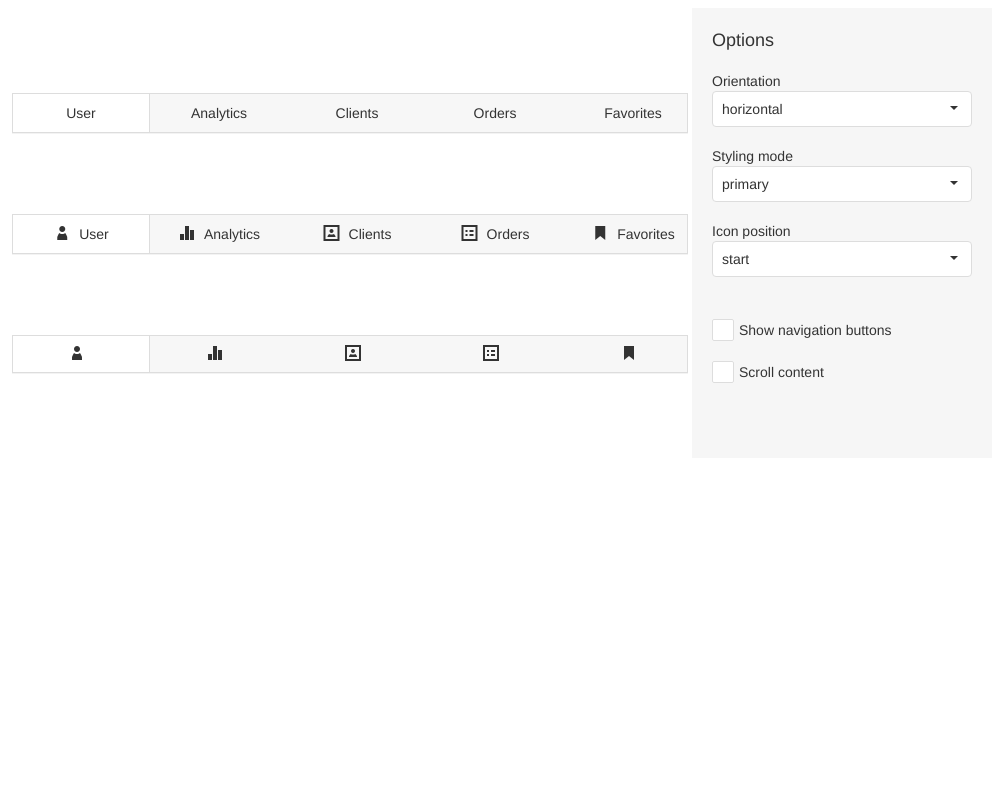 User Analytics Clients Orders Favorites
User Analytics Clients Orders Favorites
Options
Orientation
horizontal
Styling mode
primary
Icon position
start
Show navigation buttons
Scroll content